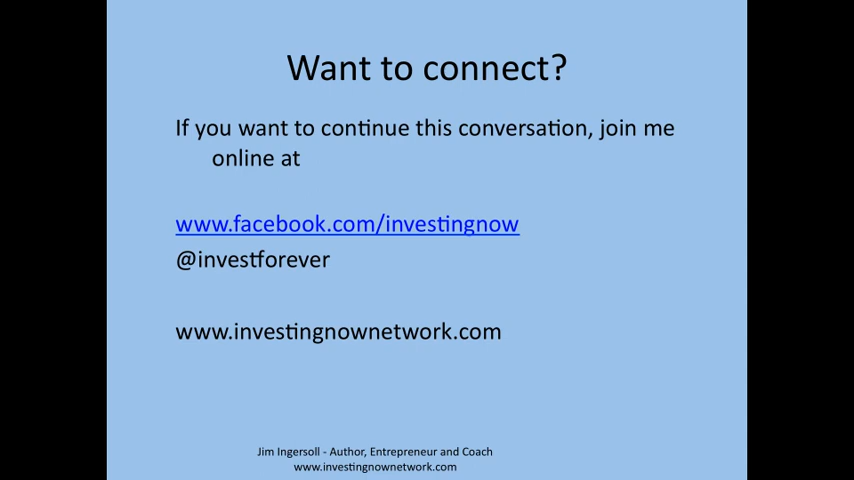 Want to connect?
If you want to continue this conversation, join me
online at
www.facebook.com/investingnow
@investforever
www.investingnownetwork.com
Jim Ingersoll - Author, Entrepreneur and Coach
www.investingnownetwork.com